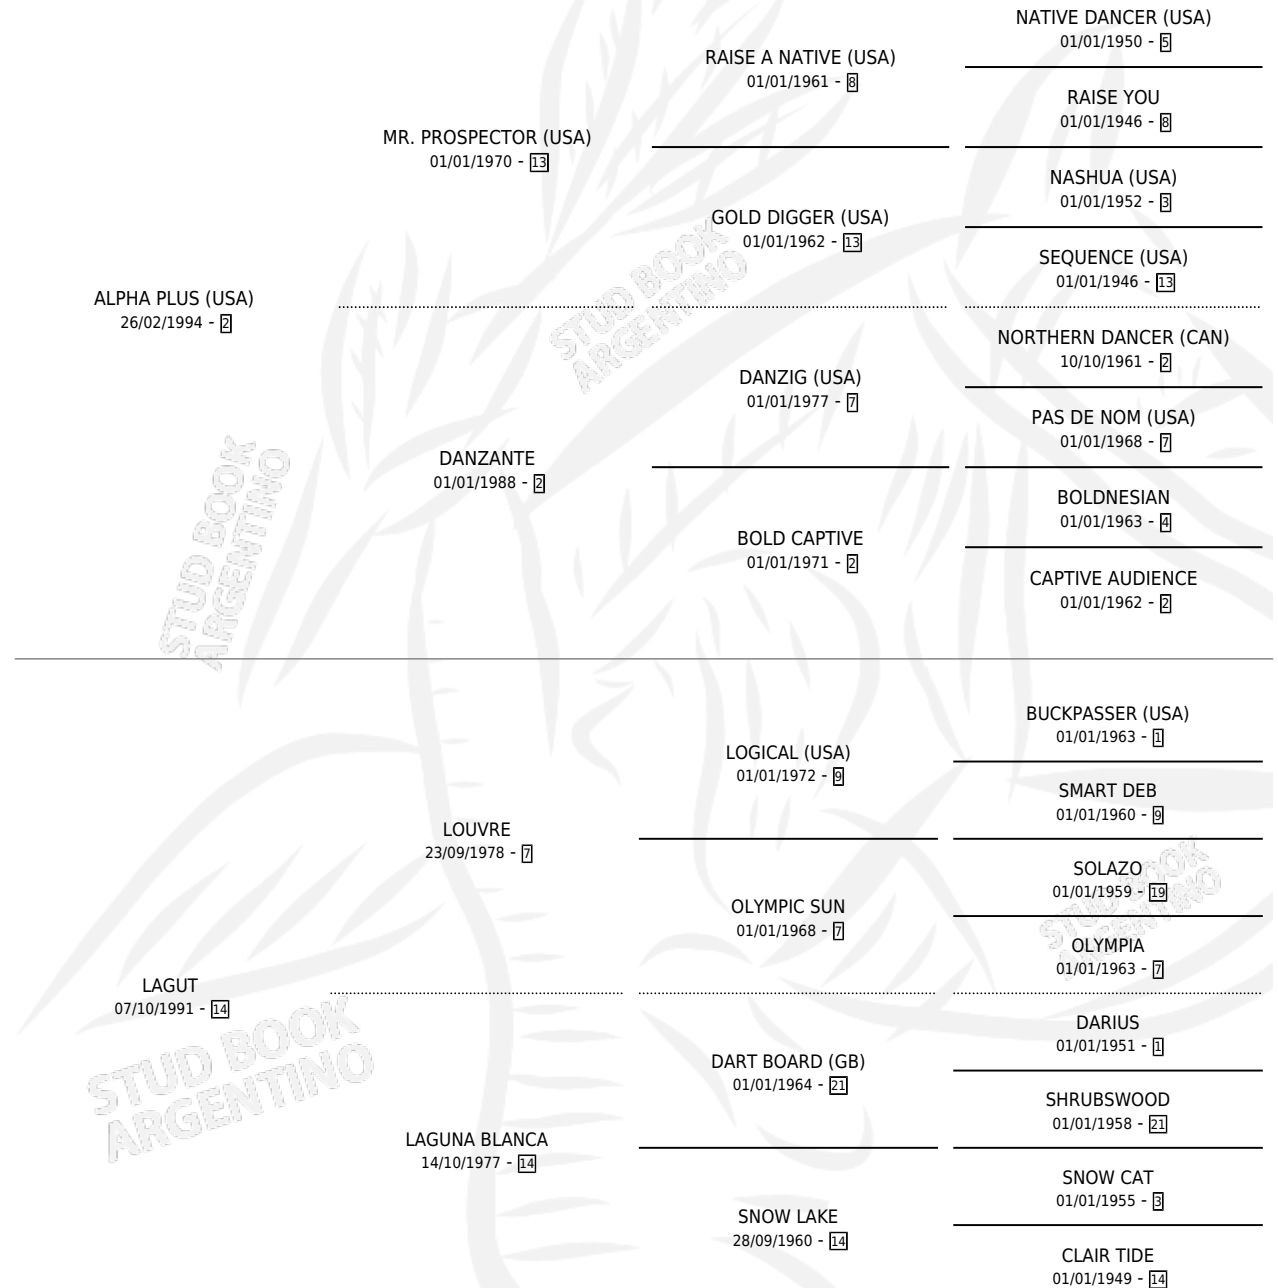 NATIVE DANCER (USA)
01/01/1950 - 5
RAISE A NATIVE (USA)
01/01/1961 - 8
RAISE YOU
01/01/1946 - 8
MR. PROSPECTOR (USA)
01/01/1970 - 13
NASHUA (USA)
01/01/1952 - 3
GOLD DIGGER (USA)
01/01/1962 - 13
SEQUENCE (USA)
01/01/1946 - 13
ALPHA PLUS (USA)
26/02/1994 - 2
STUD BOOK
ARGENTINO
NORTHERN DANCER (CAN)
10/10/1961 - 2
DANZIG (USA)
01/01/1977 - 7
PAS DE NOM (USA)
01/01/1968 - 7
DANZANTE
01/01/1988 - 2
BOLDNESIAN
01/01/1963 - 4
BOLD CAPTIVE
01/01/1971 - 2
CAPTIVE AUDIENCE
01/01/1962 - 2
STUD BOOK
ARGENTINO
BUCKPASSER (USA)
01/01/1963 - 1
LOGICAL (USA)
01/01/1972 - 9
SMART DEB
01/01/1960 - 9
LOUVRE
23/09/1978 - 7
SOLAZO
01/01/1959 - 19
OLYMPIC SUN
01/01/1968 - 7
OLYMPIA
01/01/1963 - 7
STUD BOOK
ARGENTINO
LAGUT
07/10/1991 - 14
DARIUS
01/01/1951 - 1
DART BOARD (GB)
01/01/1964 - 21
SHRUBSWOOD
01/01/1958 - 21
STUD BOOK
ARGENTINO
LAGUNA BLANCA
14/10/1977 - 14
SNOW CAT
01/01/1955 - 3
SNOW LAKE
28/09/1960 - 14
CLAIR TIDE
01/01/1949 - 14